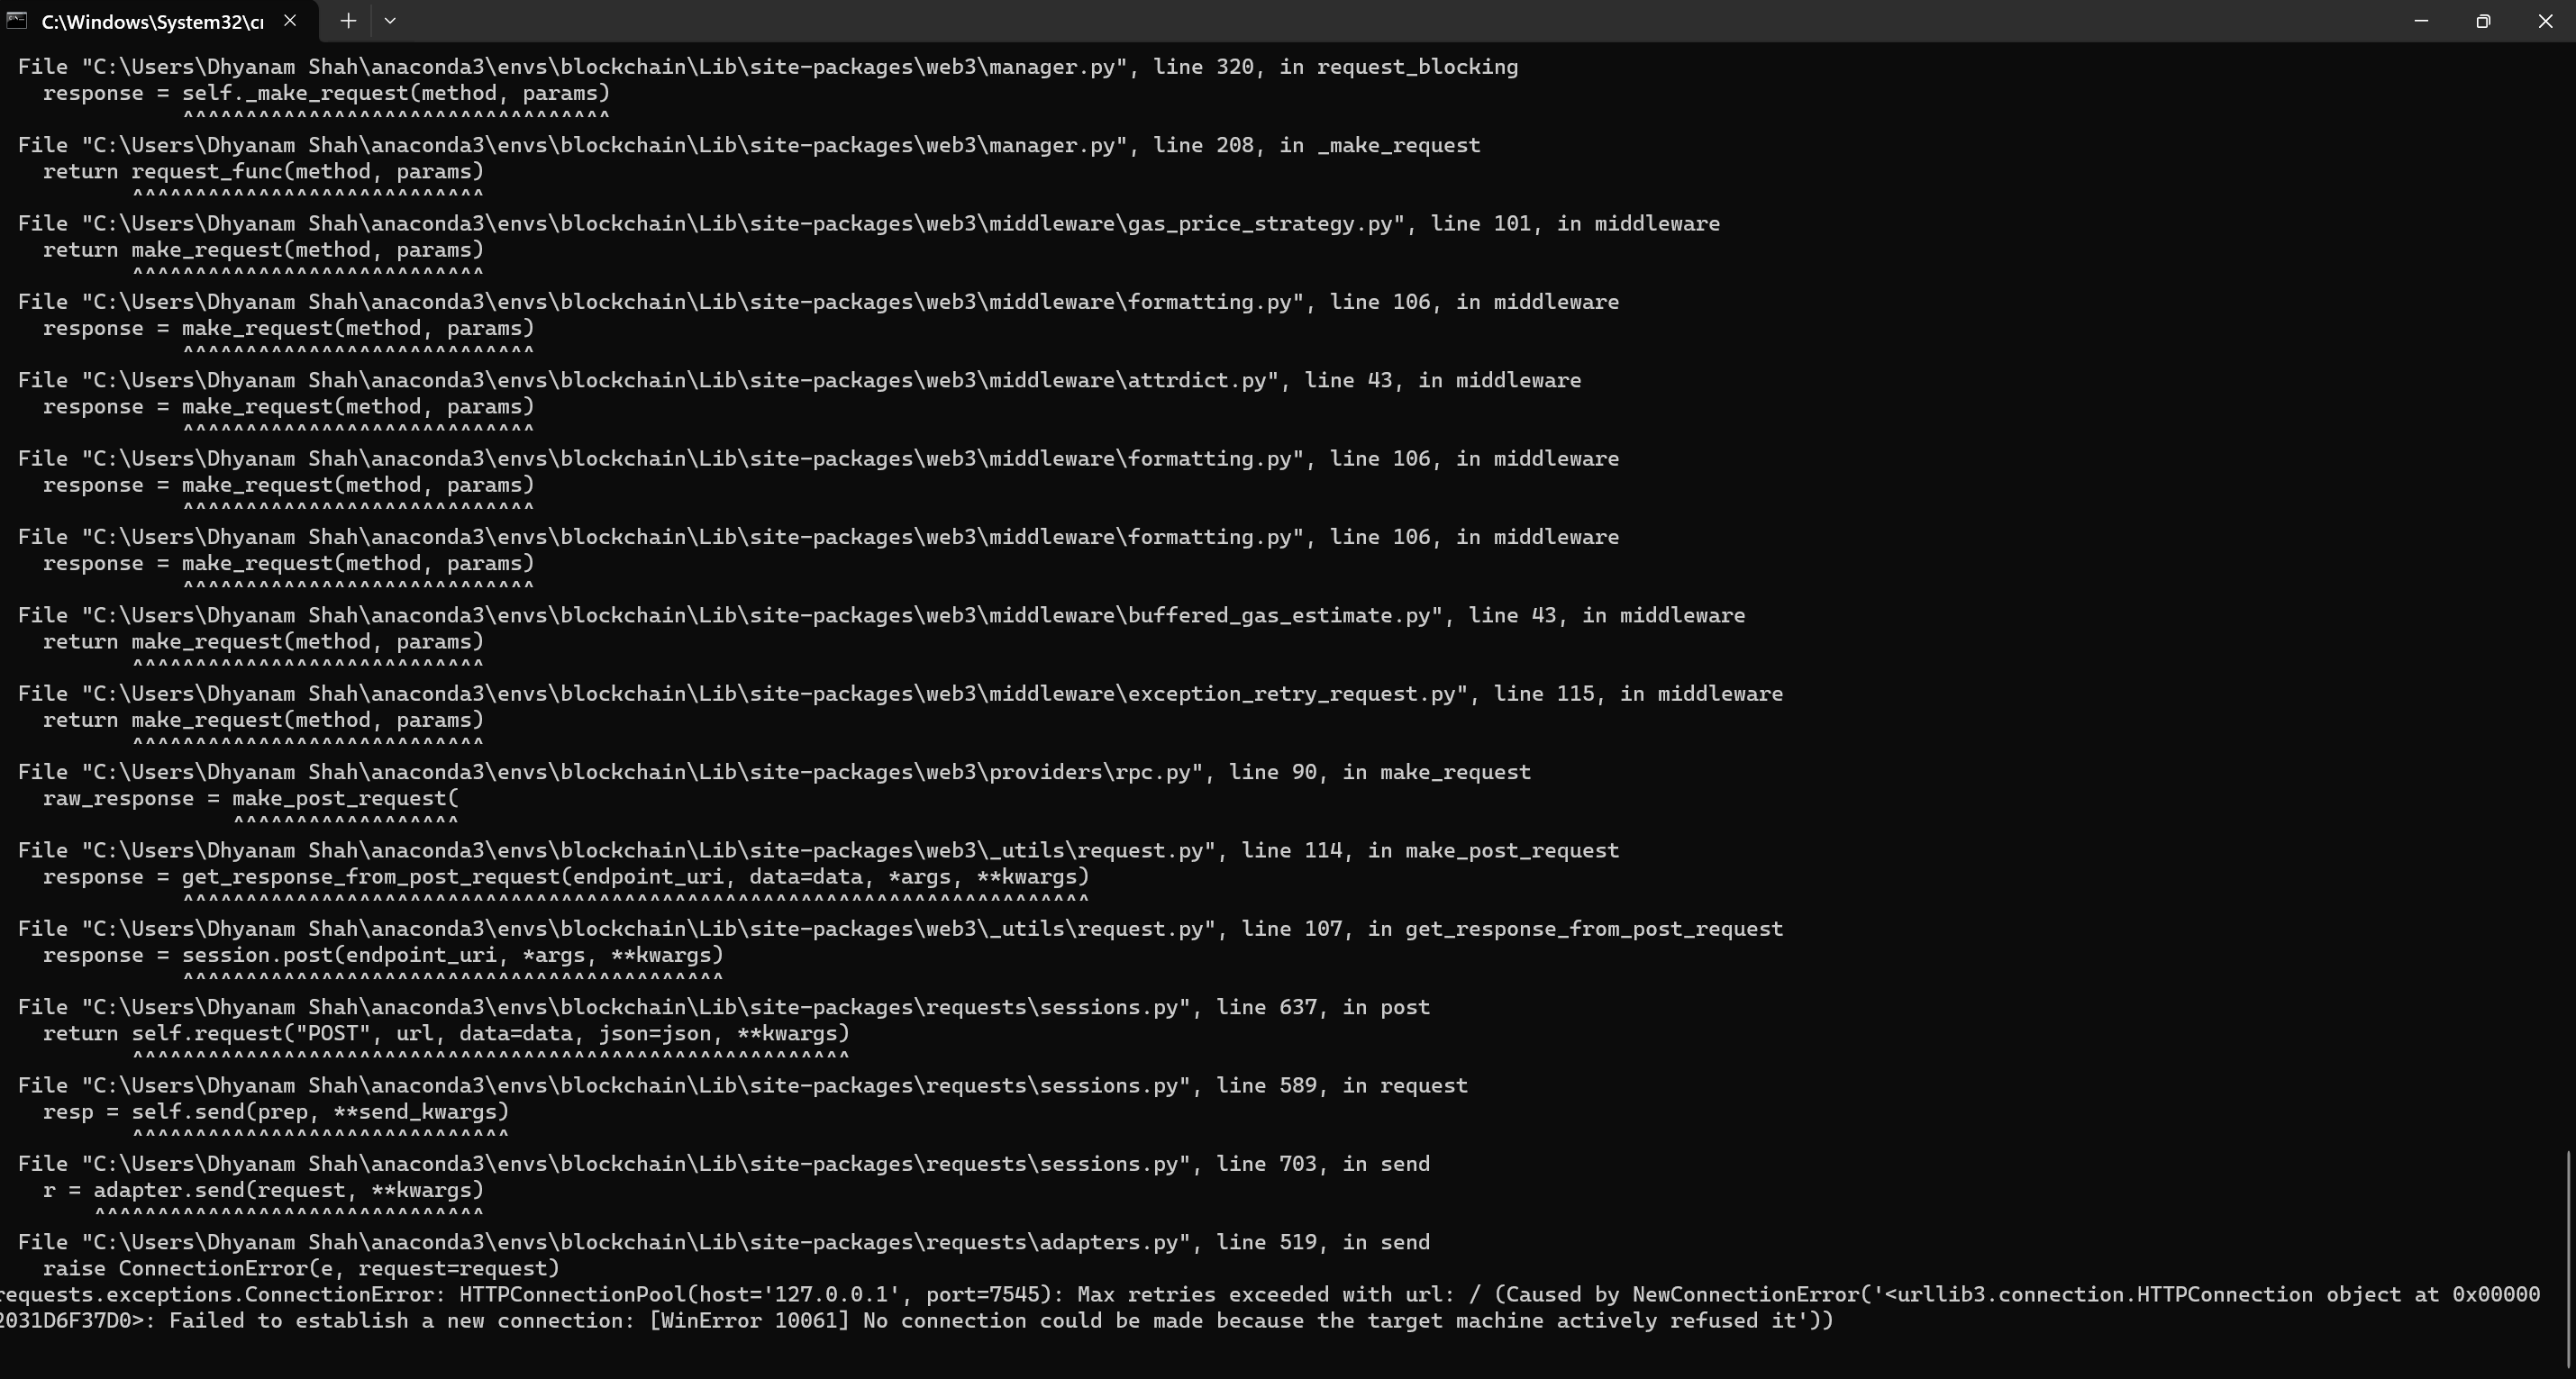 C:\Windows\System32\c
File "C:\Users\Dhyanam Shah\anaconda3\envs\blockchain\Lib\site-packages\web3\manager.py", line 320, in request_blocking
response = self._make_request(method, params)
^^^^^^^^^^^^^^^^^^^^^^^^^^^^^^^^^^
File "C:\Users\Dhyanam Shah\anaconda3\envs\blockchain\Lib\site-packages\web3\manager.py", line 208, in _make_request
return request_func(method, params)
^^^^^^^^^^^^^^^^^^^^^^^^^^^^
File "C:\Users\Dhyanam Shah\anaconda3\envs\blockchain\Lib\site-packages\web3\middleware\gas_price_strategy.py", line 101, in middleware
return make_request(method, params)
^^^^^^^^^^^^^^^^^^^^^^^^^^^^
File "C:\Users\Dhyanam Shah\anaconda3\envs\blockchain\Lib\site-packages\web3\middleware\formatting.py", line 106, in middleware
response = make_request(method, params)
^^^^^^^^^^^^^^^^^^^^^^^^^^^^
File "C:\Users\Dhyanam Shah\anaconda3\envs\blockchain\Lib\site-packages\web3\middleware\attrdict.py", line 43, in middleware
response = make_request(method, params)
^^^^^^^^^^^^^^^^^^^^^^^^^^^^
File "C:\Users\Dhyanam Shah\anaconda3\envs\blockchain\Lib\site-packages\web3\middleware\formatting.py", line 106, in middleware
response = make_request(method, params)
^^^^^^^^^^^^^^^^^^^^^^^^^^^^
File "C:\Users\Dhyanam Shah\anaconda3\envs\blockchain\Lib\site-packages\web3\middleware\formatting.py", line 106, in middleware
response = make_request(method, params)
^^^^^^^^^^^^^^^^^^^^^^^^^^^^
File "C:\Users\Dhyanam Shah\anaconda3\envs\blockchain\Lib\site-packages\web3\middleware\buffered_gas_estimate.py", line 43, in middleware
return make_request(method, params)
^^^^^^^^^^^^^^^^^^^^^^^^^^^^
File "C:\Users\Dhyanam Shah\anaconda3\envs\blockchain\Lib\site-packages\web3\middleware\exception_retry_request.py", line 115, in middleware
return make_request(method, params)
^^^^^^^^^^^^^^^^^^^^^^^^^^^^
File "C:\Users\Dhyanam Shah\anaconda3\envs\blockchain\Lib\site-packages\web3\providers\rpc.py", line 90, in make_request
raw_response = make_post_request(
^^^^^^^^^^^^^^^^^^
File "C:\Users\Dhyanam Shah\anaconda3\envs\blockchain\Lib\site-packages\web3\_utils\request.py", line 114, in make_post_request
response = get_response_from_post_request(endpoint_uri, data=data, *args, **kwargs)
^^^^^^^^^^^^^^^^^^^^^^^^^^^^^^^^^^^^^^^^^^^^^^^^^^^^^^^^^^^^^^^^^^^^^^^^
File "C:\Users\Dhyanam Shah\anaconda3\envs\blockchain\Lib\site-packages\web3\_utils\request.py", line 107, in get_response_from_post_request
response = session.post(endpoint_uri, *args, **kwargs)
^^^^^^^^^^^^^^^^^^^^^^^^^^^^^^^^^^^^^^^^^^^
File "C:\Users\Dhyanam Shah\anaconda3\envs\blockchain\Lib\site-packages\requests\sessions.py", line 637, in post
return self.request("POST", url, data=data, json=json, **kwargs)
^^^^^^^^^^^^^^^^^^^^^^^^^^^^^^^^^^^^^^^^^^^^^^^^^^^^^^^^^
File "C:\Users\Dhyanam Shah\anaconda3\envs\blockchain\Lib\site-packages\requests\sessions.py", line 589, in request
resp = self.send(prep, **send_kwargs)
^^^^^^^^^^^^^^^^^^^^^^^^^^^^^^
File "C:\Users\Dhyanam Shah\anaconda3\envs\blockchain\Lib\site-packages\requests\sessions.py", line 703, in send
r = adapter.send(request, **kwargs)
^^^^^^^^^^^^^^^^^^^^^^^^^^^^^^^
File "C:\Users\Dhyanam Shah\anaconda3\envs\blockchain\Lib\site-packages\requests\adapters.py", line 519, in send
raise ConnectionError(e, request=request)
requests.exceptions.ConnectionError: HTTPConnectionPool(host='127.0.0.1', port=7545): Max retries exceeded with url: / (Caused by NewConnectionError('<urllib3.connection.HTTPConnection object at 0x00000
2031D6F37D0>: Failed to establish a new connection: [WinError 10061] No connection could be made because the target machine actively refused it'))